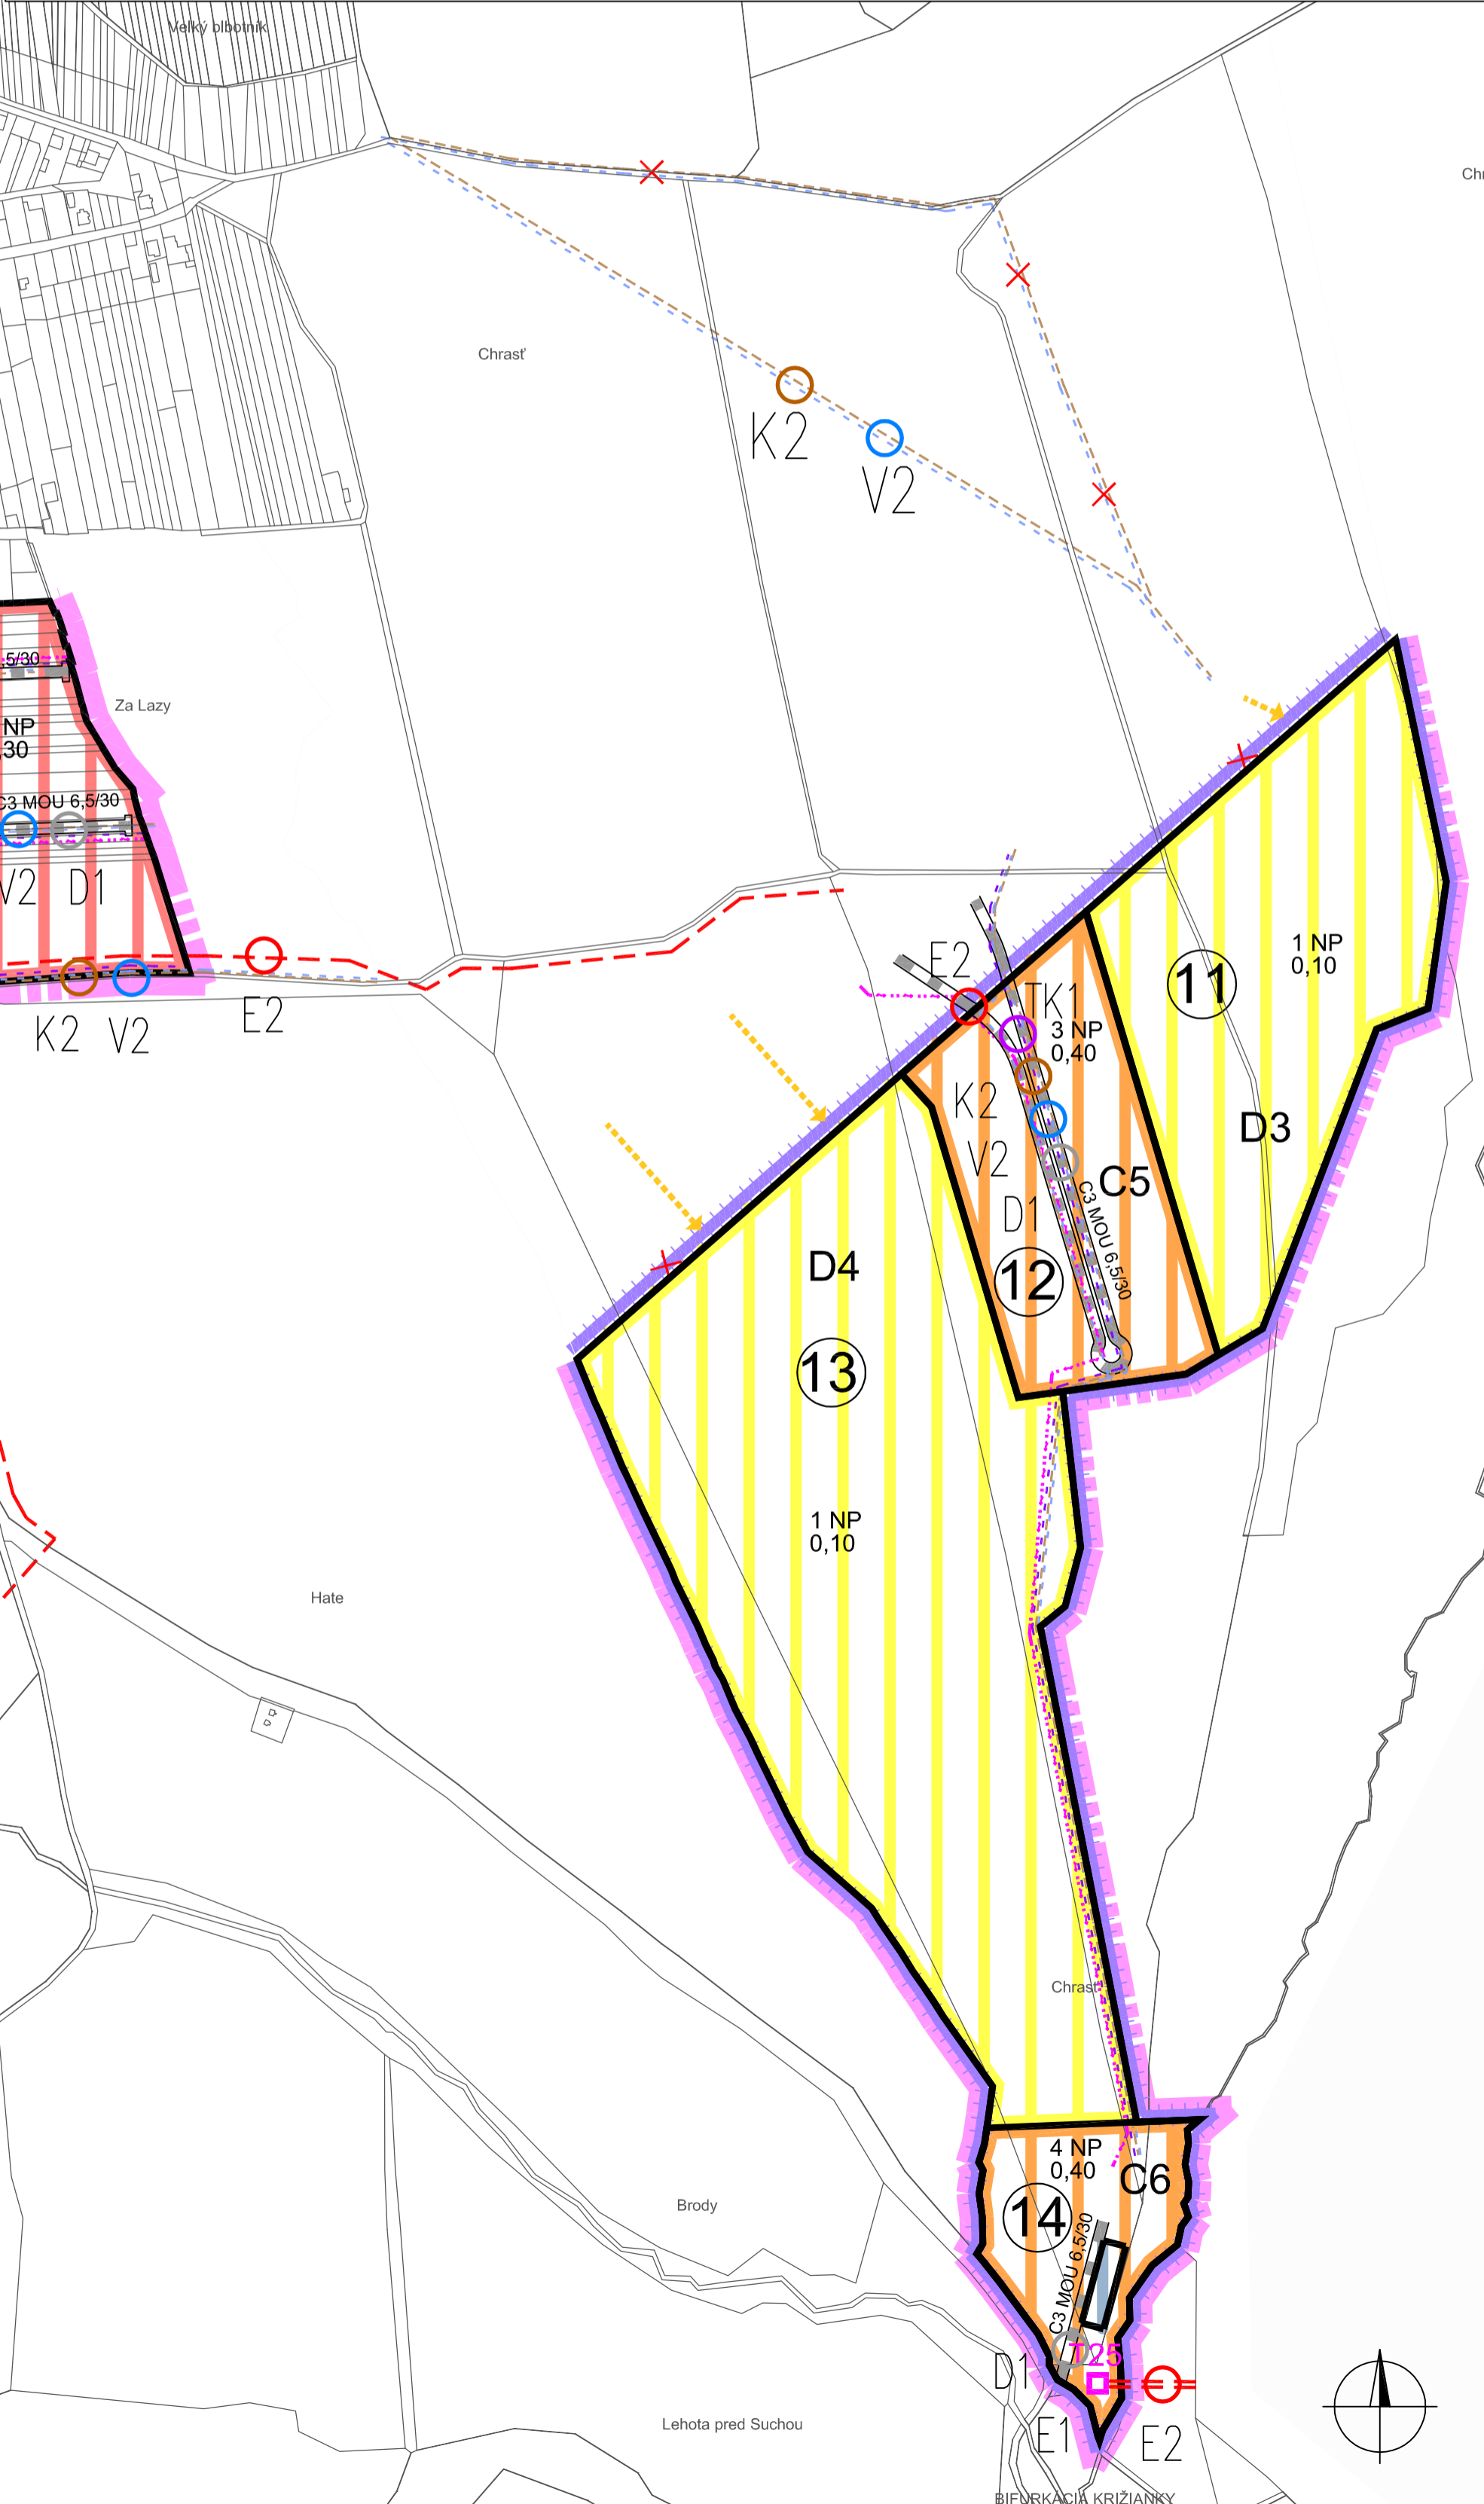 Velký blbotník
Chrasť
K2
V2
,5/30
Za Lazy
NP
,30
C3 MOU 6,5/30
V2
D1
K2
V2
E2
E2
TK1
3 NP
0,40
11
1 NP
0,10
K2
V2
D1
C5
D3
C3 MOU 6,5/30
12
D4
13
1 NP
0,10
Hate
Chrasť
4 NP
0,40
C6
14
C3 MOU 6,5/30
Brody
T25
D1
E1
E2
Lehota pred Suchou
BIFURKÁCIA KRIŽIANKY